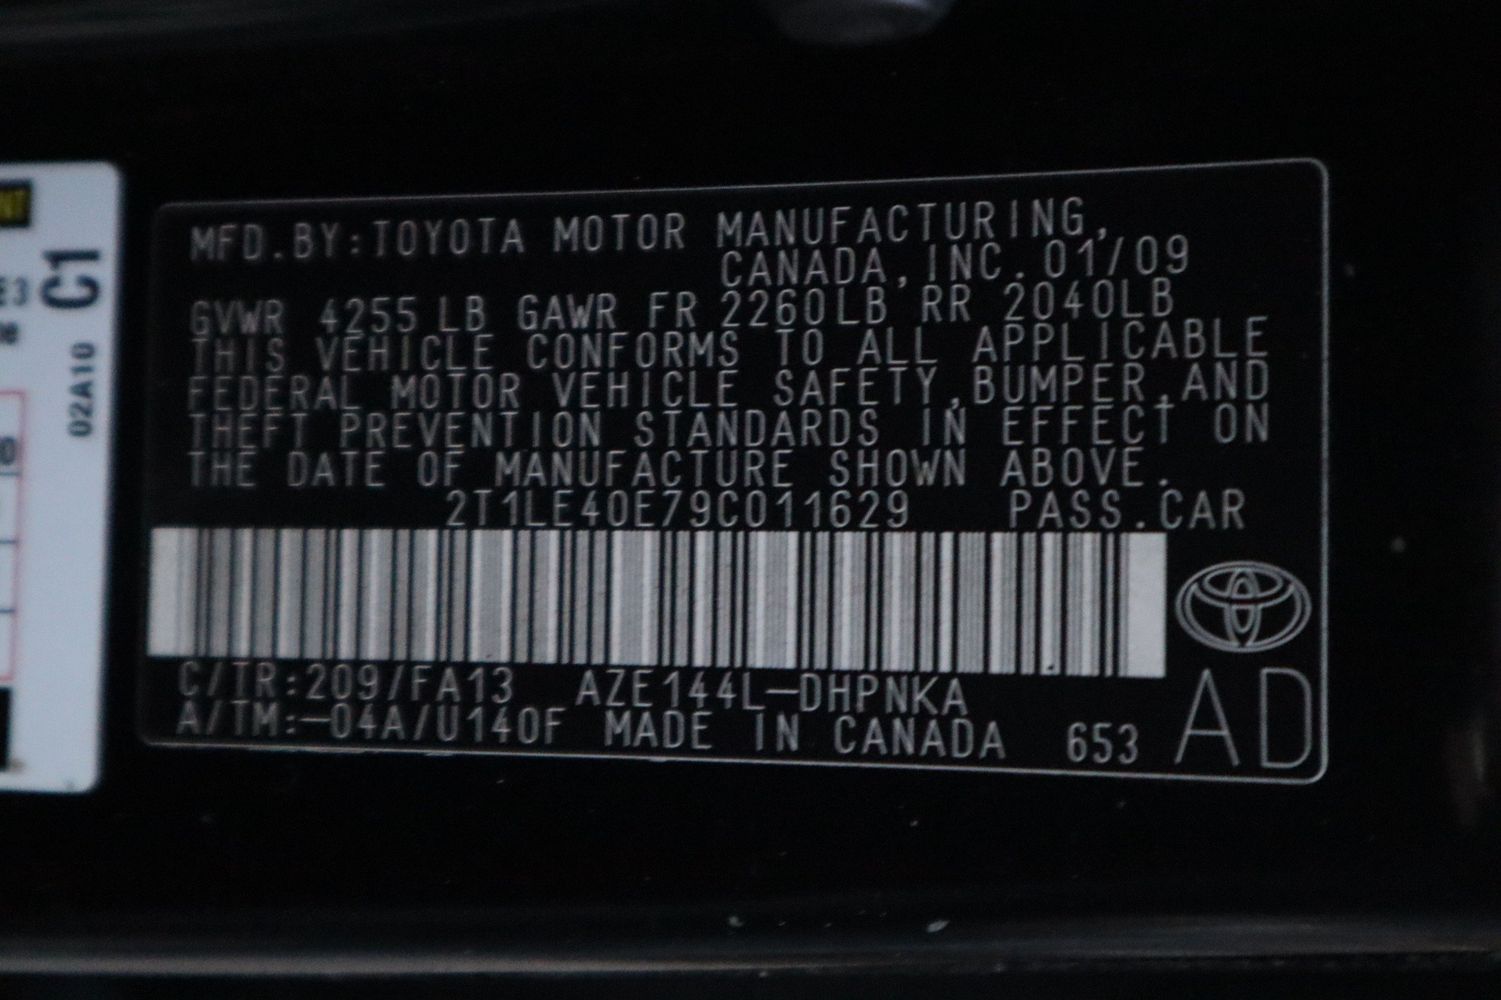 MFD.BY:TOYOTA MOTOR MANUFACTURING,
CANADA,INC.01/09
GVWR 4255LB GAWR FR 2260LB RR 2040LB
THIS VEHICLE CONFORMS TO ALL APPLICABLE
FEDERAL MOTOR VEHICLE SAFETY,BUMPER,AND
THEFT PREVENTION STANDARDS IN EFFECT ON
THE DATE OF MANUFACTURE SHOWN ABOVE.
2T1LE40E79C011629 PASS.CAR
C/TR:209/FA13 AZE144L-DHPNKA
A/TM:-04A/U140F MADE IN CANADA 653
AD
C1
02A10